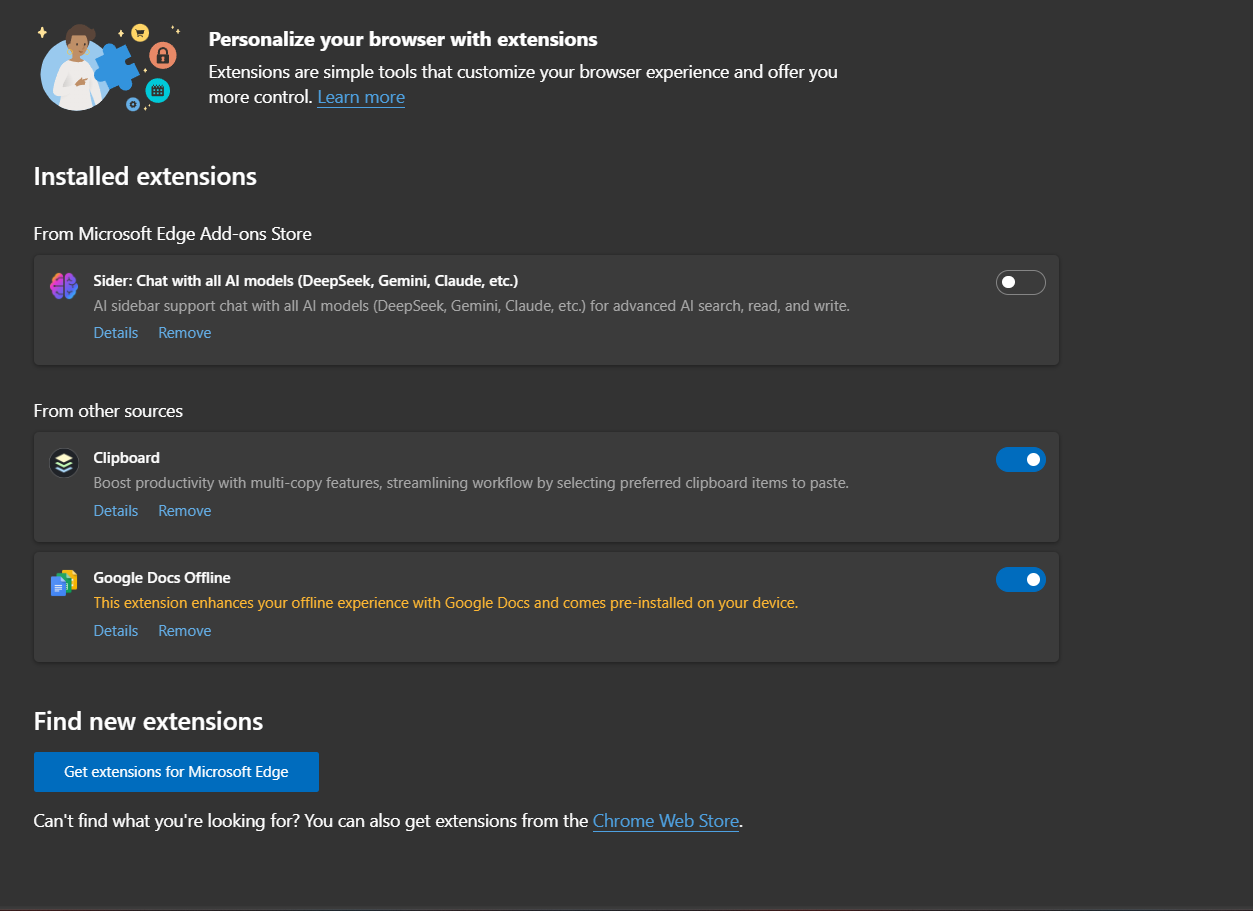 Personalize your browser with extensions
Extensions are simple tools that customize your browser experience and offer you
more control. Learn more
Installed extensions
From Microsoft Edge Add-ons Store
Sider: Chat with all AI models (DeepSeek, Gemini, Claude, etc.)
AI sidebar support chat with all AI models (DeepSeek, Gemini, Claude, etc.) for advanced AI search, read, and write.
Details Remove
From other sources
Clipboard
Boost productivity with multi-copy features, streamlining workflow by selecting preferred clipboard items to paste.
Details Remove
Google Docs Offline
This extension enhances your offline experience with Google Docs and comes pre-installed on your device.
Details Remove
Find new extensions
Get extensions for Microsoft Edge
Can't find what you're looking for? You can also get extensions from the Chrome Web Store.